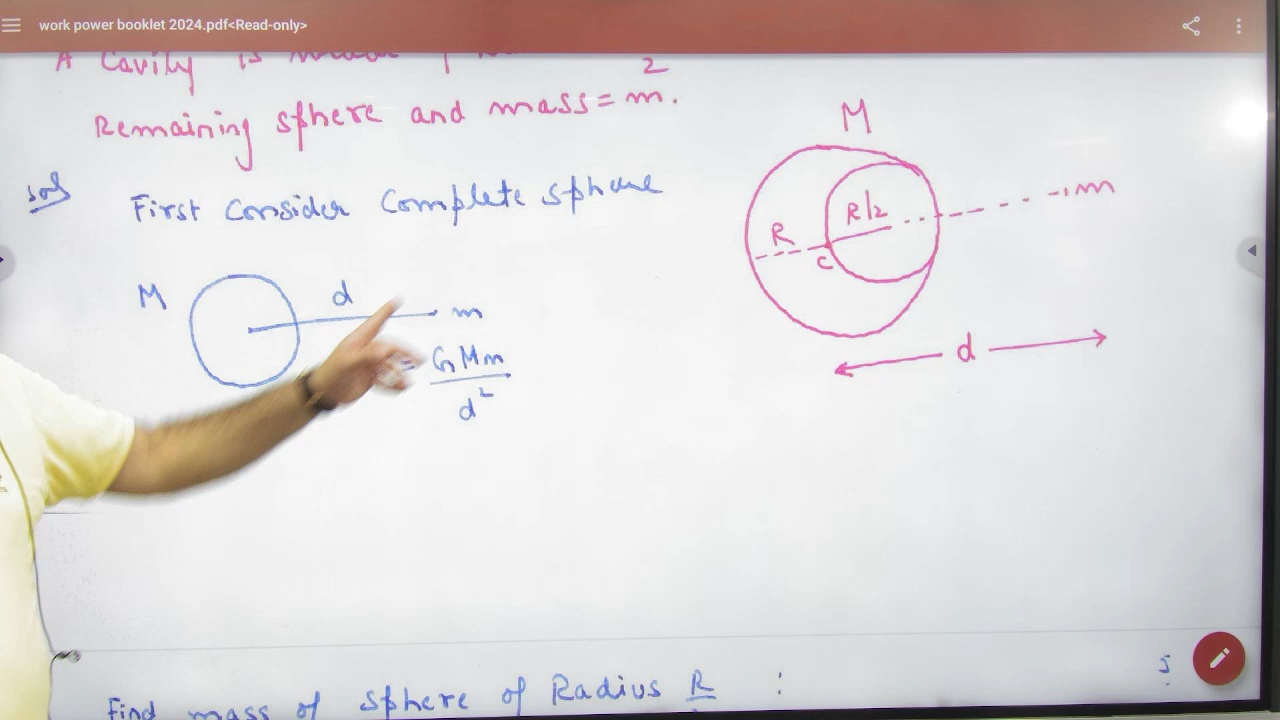 work power booklet 2024.pdf<Read-only>
A Cavity is
2
Remaining sphere and mass = m.
Sol
First Consider Complete sphere
M
d
m
= GMm
d²
M
R
R/2
C
m
d
Find mass of sphere of Radius R :
5